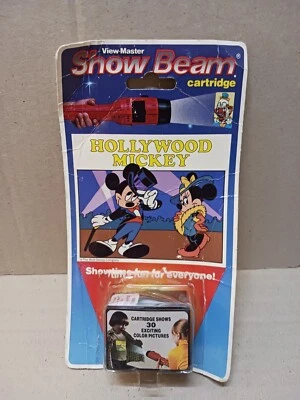 View-Master
Show Beam®
cartridge
HOLLYWOOD
MICKEY
Showtime fun for everyone!
CARTRIDGE SHOWS
30
EXCITING
COLOR PICTURES